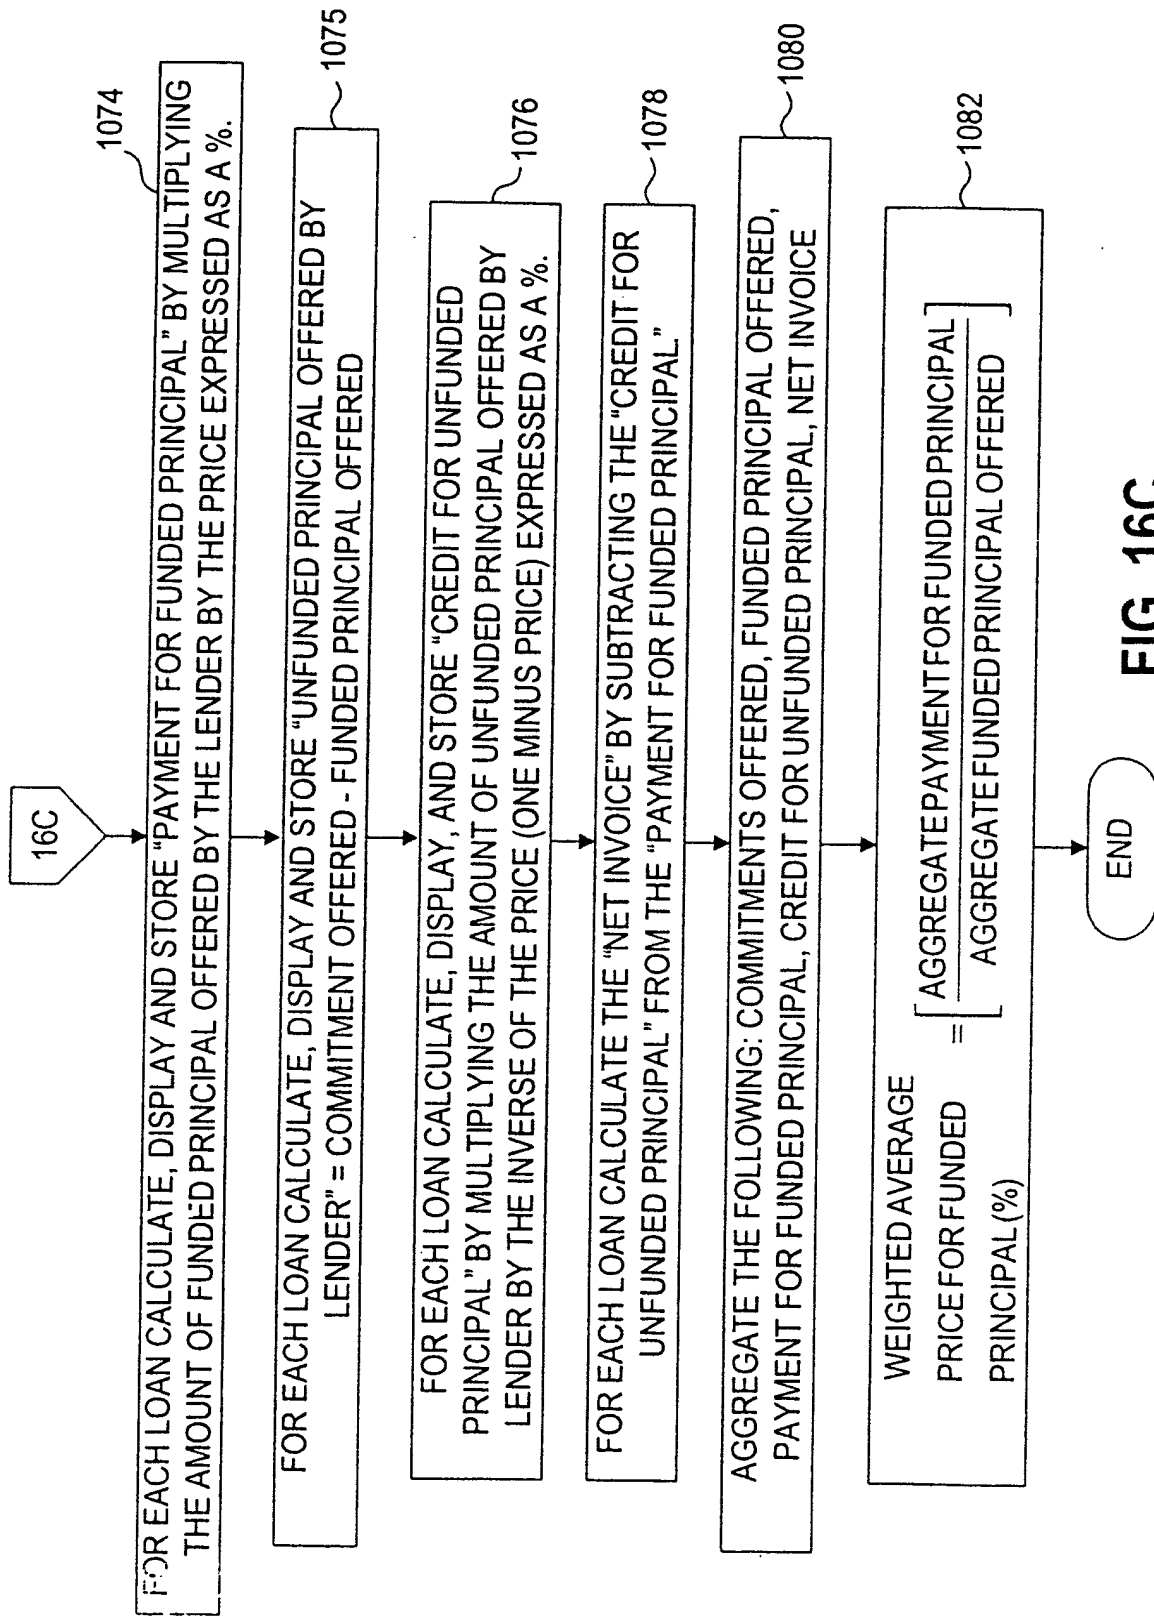 16C
1074
FOR EACH LOAN CALCULATE, DISPLAY AND STORE "PAYMENT FOR FUNDED PRINCIPAL" BY MULTIPLYING
THE AMOUNT OF FUNDED PRINCIPAL OFFERED BY THE LENDER BY THE PRICE EXPRESSED AS A %.
1075
FOR EACH LOAN CALCULATE, DISPLAY AND STORE "UNFUNDED PRINCIPAL OFFERED BY
LENDER" = COMMITMENT OFFERED - FUNDED PRINCIPAL OFFERED
1076
FOR EACH LOAN CALCULATE, DISPLAY, AND STORE "CREDIT FOR UNFUNDED
PRINCIPAL" BY MULTIPLYING THE AMOUNT OF UNFUNDED PRINCIPAL OFFERED BY
LENDER BY THE INVERSE OF THE PRICE (ONE MINUS PRICE) EXPRESSED AS A %.
1078
FOR EACH LOAN CALCULATE THE "NET INVOICE" BY SUBTRACTING THE "CREDIT FOR
UNFUNDED PRINCIPAL" FROM THE "PAYMENT FOR FUNDED PRINCIPAL."
1080
AGGREGATE THE FOLLOWING: COMMITMENTS OFFERED, FUNDED PRINCIPAL OFFERED,
PAYMENT FOR FUNDED PRINCIPAL, CREDIT FOR UNFUNDED PRINCIPAL, NET INVOICE
1082
WEIGHTED AVERAGE
PRICE FOR FUNDED
PRINCIPAL (%)
=
AGGREGATE PAYMENT FOR FUNDED PRINCIPAL
AGGREGATE FUNDED PRINCIPAL OFFERED
END
FIG. 16C